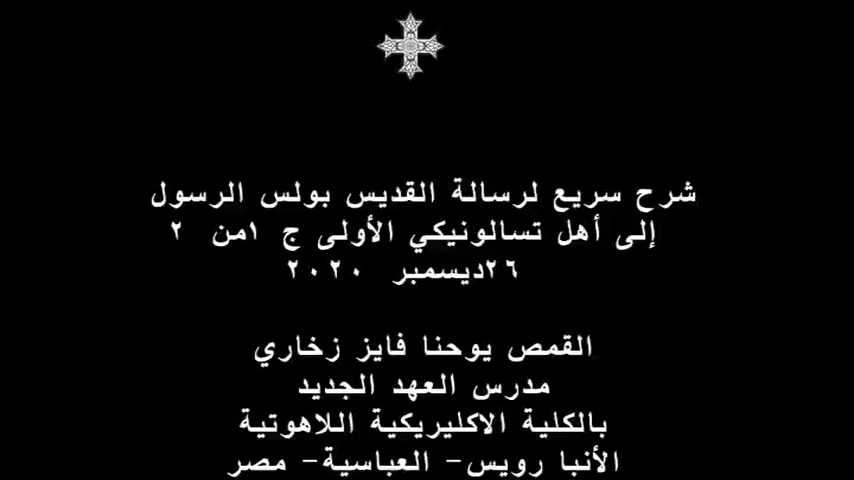 شرح سريع لرسالة القديس بولس الرسول
إلى أهل تسالونيكي الأولى ج ١من ٢
٢٦ديسمبر ٢٠٢٠
القمص يوحنا فايز زخاري
مدرس العهد الجديد
بالكلية الاكليريكية اللاهوتية
الأنبا رويس- العباسية- مصر